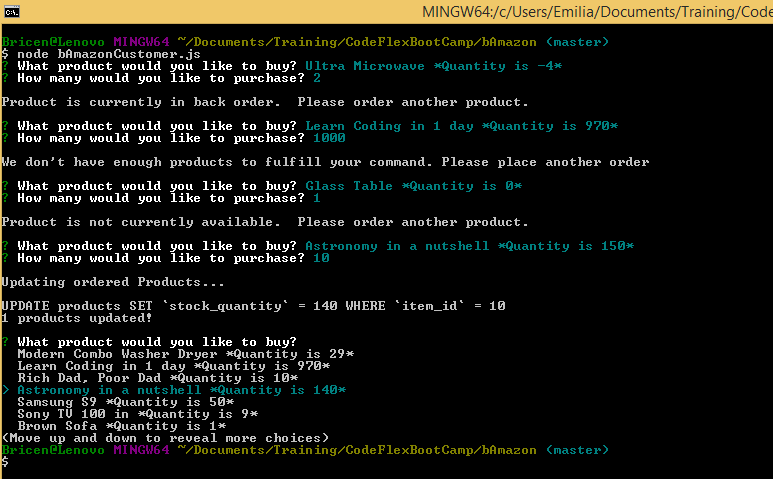 MINGW64:/c/Users/Emilia/Documents/Training/Code
Bricen@Lenovo MINGW64 ~/Documents/Training/CodeFlexBootCamp/bAmazon (master)
$ node bAmazonCustomer.js
? What product would you like to buy? Ultra Microwave *Quantity is -4*
? How many would you like to purchase? 2
Product is currently in back order.  Please order another product.
? What product would you like to buy? Learn Coding in 1 day *Quantity is 970*
? How many would you like to purchase? 1000
We don't have enough products to fulfill your command. Please place another order
? What product would you like to buy? Glass Table *Quantity is 0*
? How many would you like to purchase? 1
Product is not currently available.  Please order another product.
? What product would you like to buy? Astronomy in a nutshell *Quantity is 150*
? How many would you like to purchase? 10
Updating ordered Products...
UPDATE products SET `stock_quantity` = 140 WHERE `item_id` = 10
1 products updated!
? What product would you like to buy?
  Modern Combo Washer Dryer *Quantity is 29*
  Learn Coding in 1 day *Quantity is 970*
  Rich Dad, Poor Dad *Quantity is 10*
> Astronomy in a nutshell *Quantity is 140*
  Samsung S9 *Quantity is 50*
  Sony TV 100 in *Quantity is 9*
  Brown Sofa *Quantity is 1*
(Move up and down to reveal more choices)
Bricen@Lenovo MINGW64 ~/Documents/Training/CodeFlexBootCamp/bAmazon (master)
$